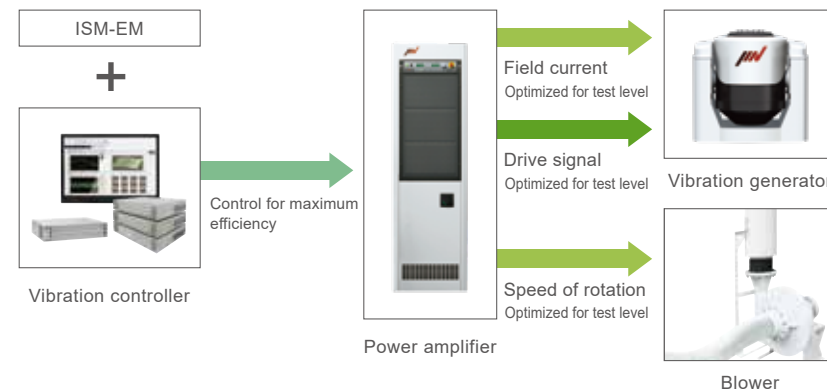 ISM-EM
+
Vibration controller
Control for maximum
efficiency
Power amplifier
Field current
Optimized for test level
Drive signal
Optimized for test level
Vibration generator
Speed of rotation
Optimized for test level
Blower